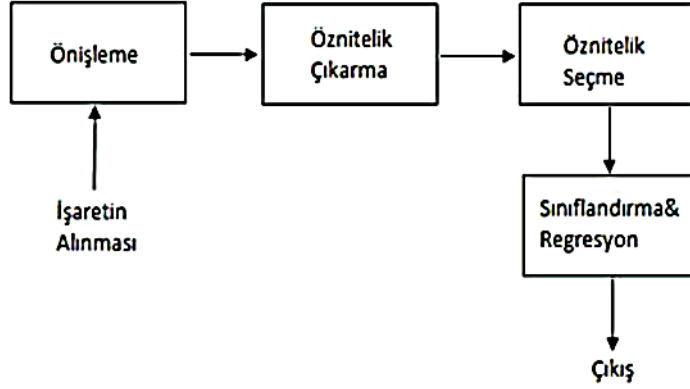 Önişleme
Öznitelik
Çıkarma
Öznitelik
Seçme
İşaretin
Alınması
Sınıflandırma&
Regresyon
Çıkış